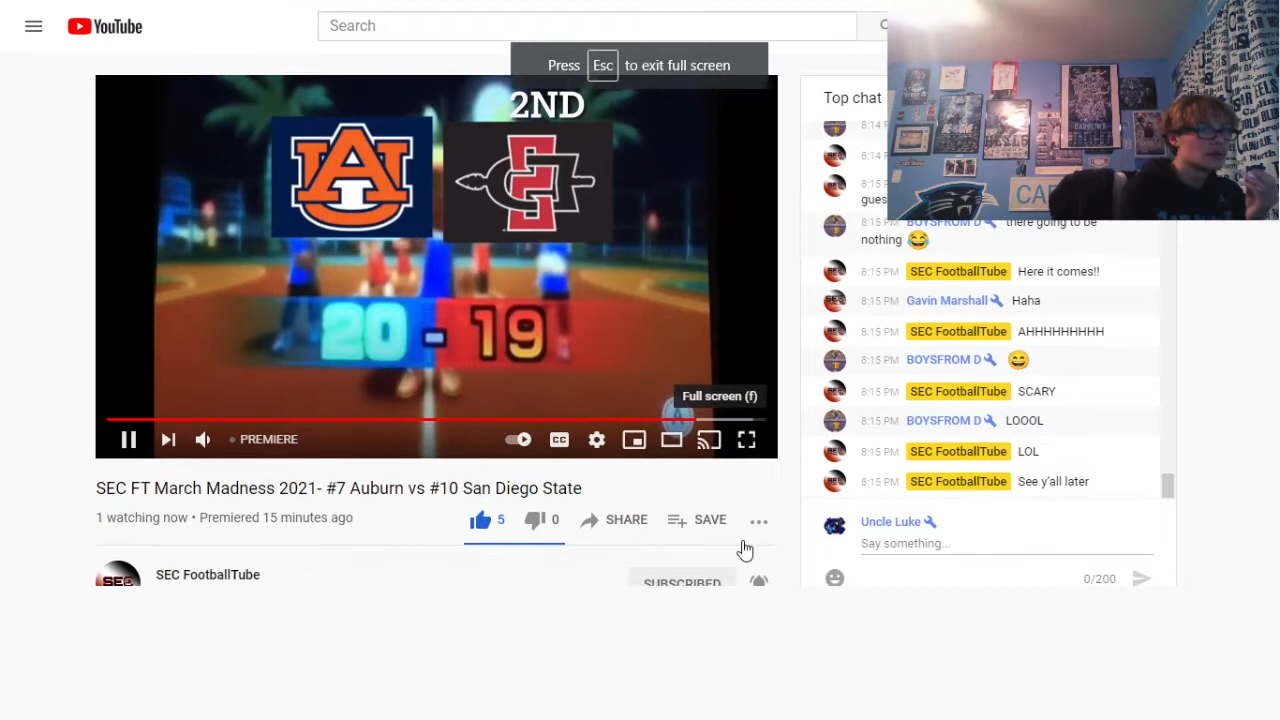 YouTube
Search
Press Esc to exit full screen
2ND
20 - 19
Full screen (f)
PREMIERE
CC
SEC FT March Madness 2021- #7 Auburn vs #10 San Diego State
1 watching now • Premiered 15 minutes ago
5
0
SHARE
SAVE
SEC
SEC FootballTube
SUBSCRIBED
Top chat
8:14
8:14
8:15
gues
8:15 PM BOYSFROM D there going to be
nothing 😂
8:15 PM SEC FootballTube Here it comes!!
8:15 PM Gavin Marshall Haha
8:15 PM SEC FootballTube AHHHHHHHHH
8:15 PM BOYSFROM D 😄
8:15 PM SEC FootballTube SCARY
8:15 PM BOYSFROM D LOOOL
8:15 PM SEC FootballTube LOL
8:15 PM SEC FootballTube See y'all later
Uncle Luke
Say something...
0/200